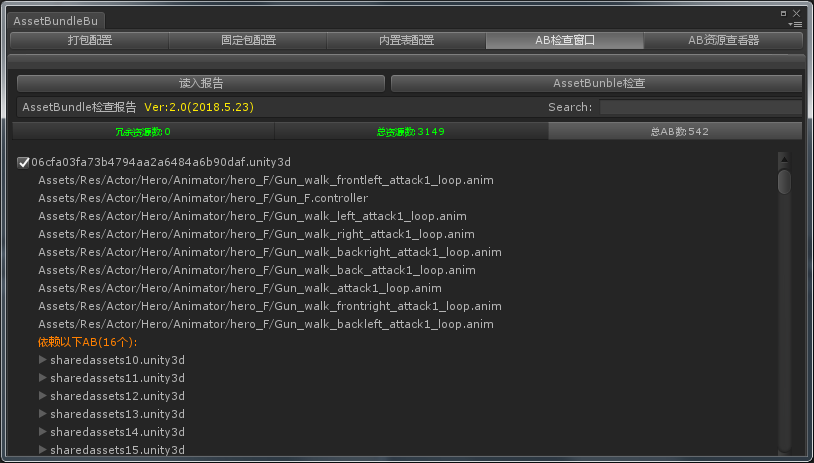 AssetBundleBu
打包配置 固定包配置 内置表配置 AB检查窗口 AB资源查看器
读入报告 AssetBunble检查
AssetBundle检查报告 Ver:2.0(2018.5.23) Search:
冗余资源数:0 总资源数:3149 总AB数:542
06cfa03fa73b4794aa2a6484a6b90daf.unity3d
Assets/Res/Actor/Hero/Animator/hero_F/Gun_walk_frontleft_attack1_loop.anim
Assets/Res/Actor/Hero/Animator/hero_F/Gun_F.controller
Assets/Res/Actor/Hero/Animator/hero_F/Gun_walk_left_attack1_loop.anim
Assets/Res/Actor/Hero/Animator/hero_F/Gun_walk_right_attack1_loop.anim
Assets/Res/Actor/Hero/Animator/hero_F/Gun_walk_backright_attack1_loop.anim
Assets/Res/Actor/Hero/Animator/hero_F/Gun_walk_back_attack1_loop.anim
Assets/Res/Actor/Hero/Animator/hero_F/Gun_walk_attack1_loop.anim
Assets/Res/Actor/Hero/Animator/hero_F/Gun_walk_frontright_attack1_loop.anim
Assets/Res/Actor/Hero/Animator/hero_F/Gun_walk_backleft_attack1_loop.anim
依赖以下AB(16个):
sharedassets10.unity3d
sharedassets11.unity3d
sharedassets12.unity3d
sharedassets13.unity3d
sharedassets14.unity3d
sharedassets15.unity3d